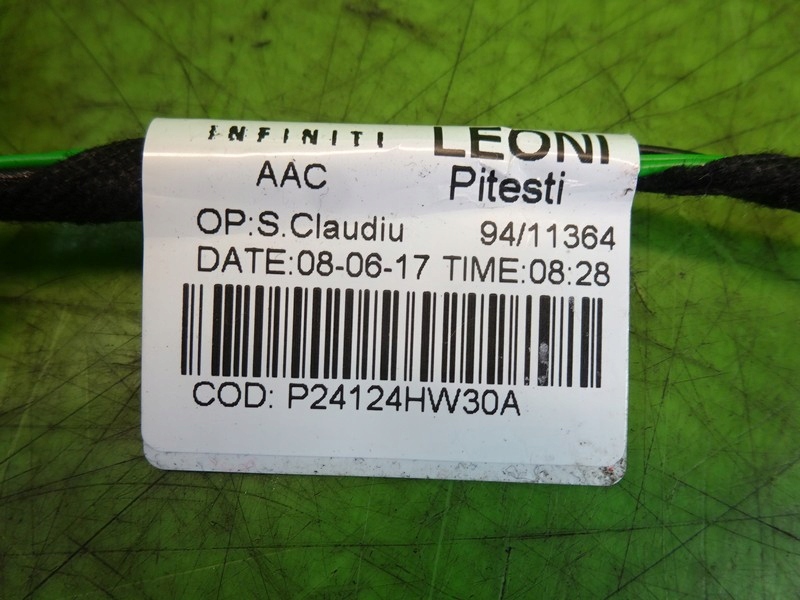 INFINITI LEONI
AAC Pitesti
OP:S.Claudiu 94/11364
DATE:08-06-17 TIME:08:28
COD: P24124HW30A